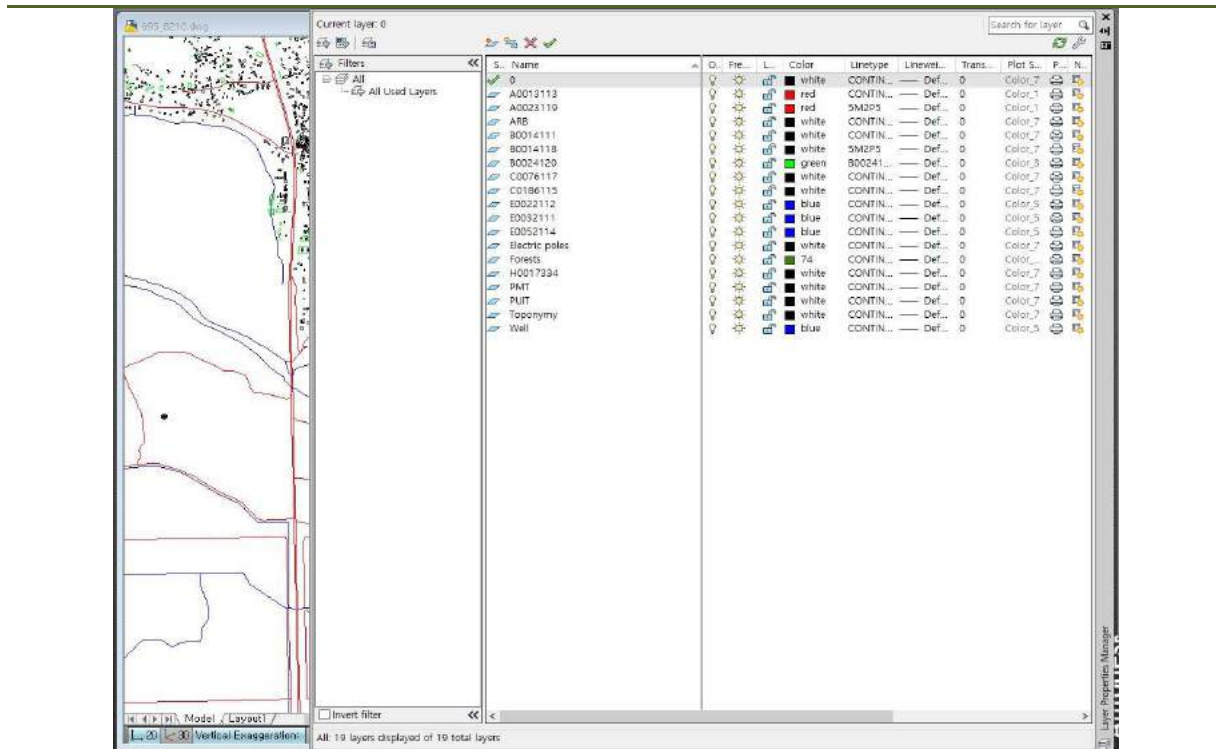 695_8210.dwg
Current layer: 0
Search for layer
Filters
All
All Used Layers
S.. Name O. Fre... L... Color Linetype Linewei... Trans... Plot S... P... N..
0 white CONTIN... Def... 0 Color_7
A0013113 red CONTIN... Def... 0 Color_1
A0023119 red 5M2P5 Def... 0 Color_1
ARB white CONTIN... Def... 0 Color_7
B0014111 white CONTIN... Def... 0 Color_7
B0014118 white 5M2P5 Def... 0 Color_7
B0024120 green B00241... Def... 0 Color_3
C0076117 white CONTIN... Def... 0 Color_7
C0186115 white CONTIN... Def... 0 Color_7
E0022112 blue CONTIN... Def... 0 Color_5
E0032111 blue CONTIN... Def... 0 Color_5
E0052114 blue CONTIN... Def... 0 Color_5
Electric poles white CONTIN... Def... 0 Color_7
Forests 74 CONTIN... Def... 0 Color_...
H0017334 white CONTIN... Def... 0 Color_7
PMT white CONTIN... Def... 0 Color_7
PUIT white CONTIN... Def... 0 Color_7
Toponymy white CONTIN... Def... 0 Color_7
Well blue CONTIN... Def... 0 Color_5
Layer Properties Manager
Model / Layout1 /
Invert filter
20 30 Vertical Exaggeration:
All: 19 layers displayed of 19 total layers